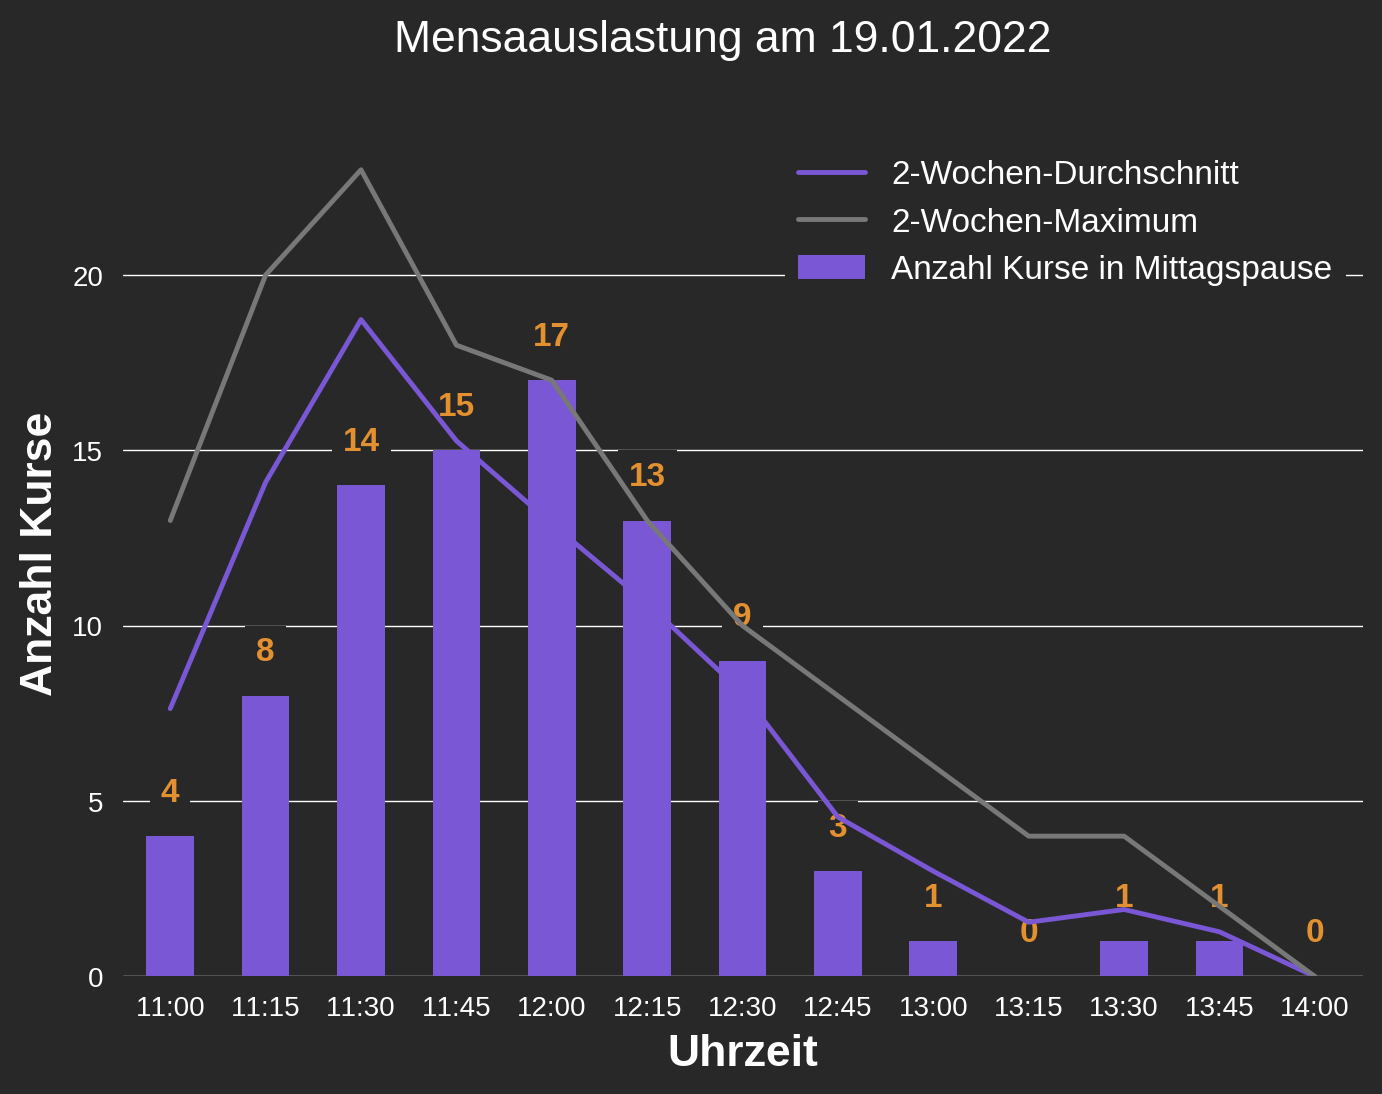 Mensaauslastung am 19.01.2022
2-Wochen-Durchschnitt
2-Wochen-Maximum
Anzahl Kurse in Mittagspause
Anzahl Kurse
20
15
10
5
0
4
8
14
15
17
13
9
3
1
0
1
1
0
11:00 11:15 11:30 11:45 12:00 12:15 12:30 12:45 13:00 13:15 13:30 13:45 14:00
Uhrzeit